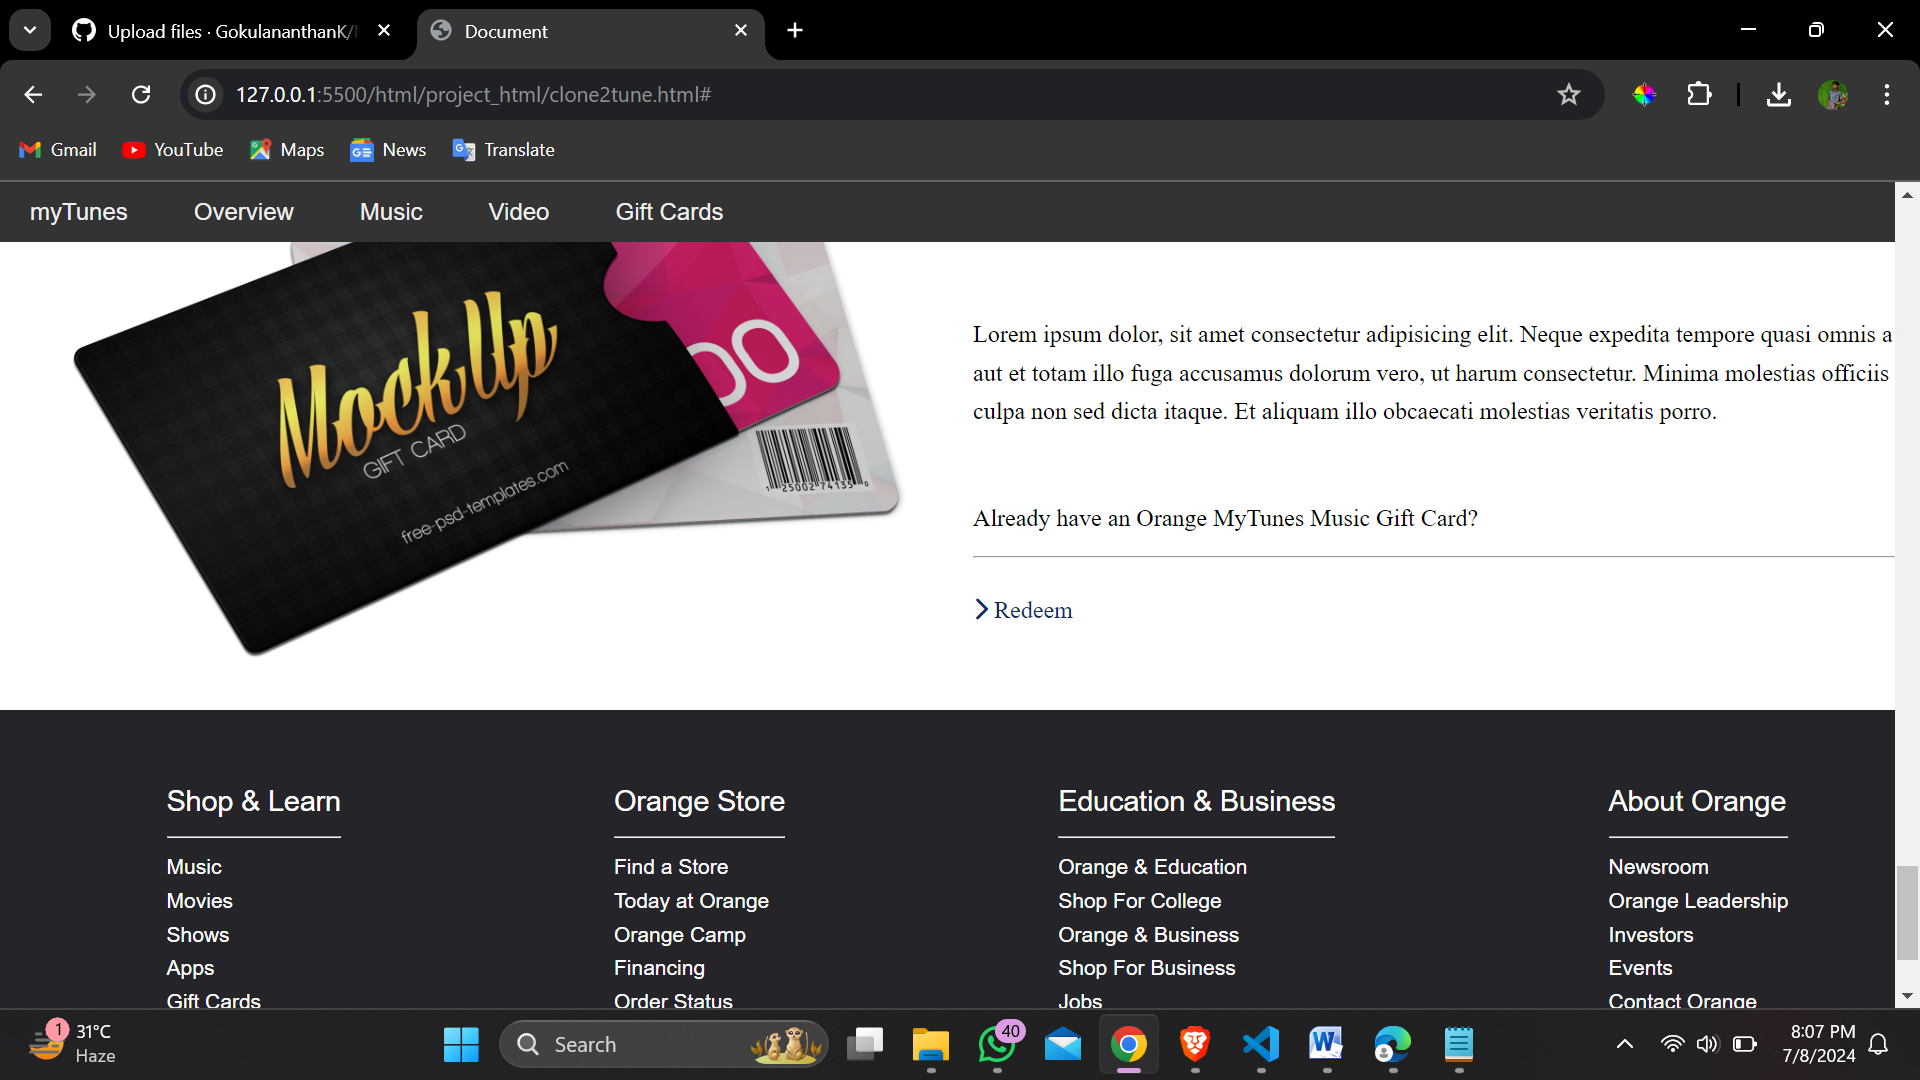 Upload files · GokulananthanK/
Document
127.0.0.1:5500/html/project_html/clone2tune.html#
Gmail
YouTube
Maps
News
Translate
myTunes
Overview
Music
Video
Gift Cards
MockUp
GIFT CARD
free-psd-templates.com
00
1 25002 74135 0
Lorem ipsum dolor, sit amet consectetur adipisicing elit. Neque expedita tempore quasi omnis a
aut et totam illo fuga accusamus dolorum vero, ut harum consectetur. Minima molestias officiis
culpa non sed dicta itaque. Et aliquam illo obcaecati molestias veritatis porro.
Already have an Orange MyTunes Music Gift Card?
Redeem
Shop & Learn
Music
Movies
Shows
Apps
Gift Cards
Orange Store
Find a Store
Today at Orange
Orange Camp
Financing
Order Status
Education & Business
Orange & Education
Shop For College
Orange & Business
Shop For Business
Jobs
About Orange
Newsroom
Orange Leadership
Investors
Events
Contact Orange
1
31°C
Haze
Search
40
8:07 PM
7/8/2024